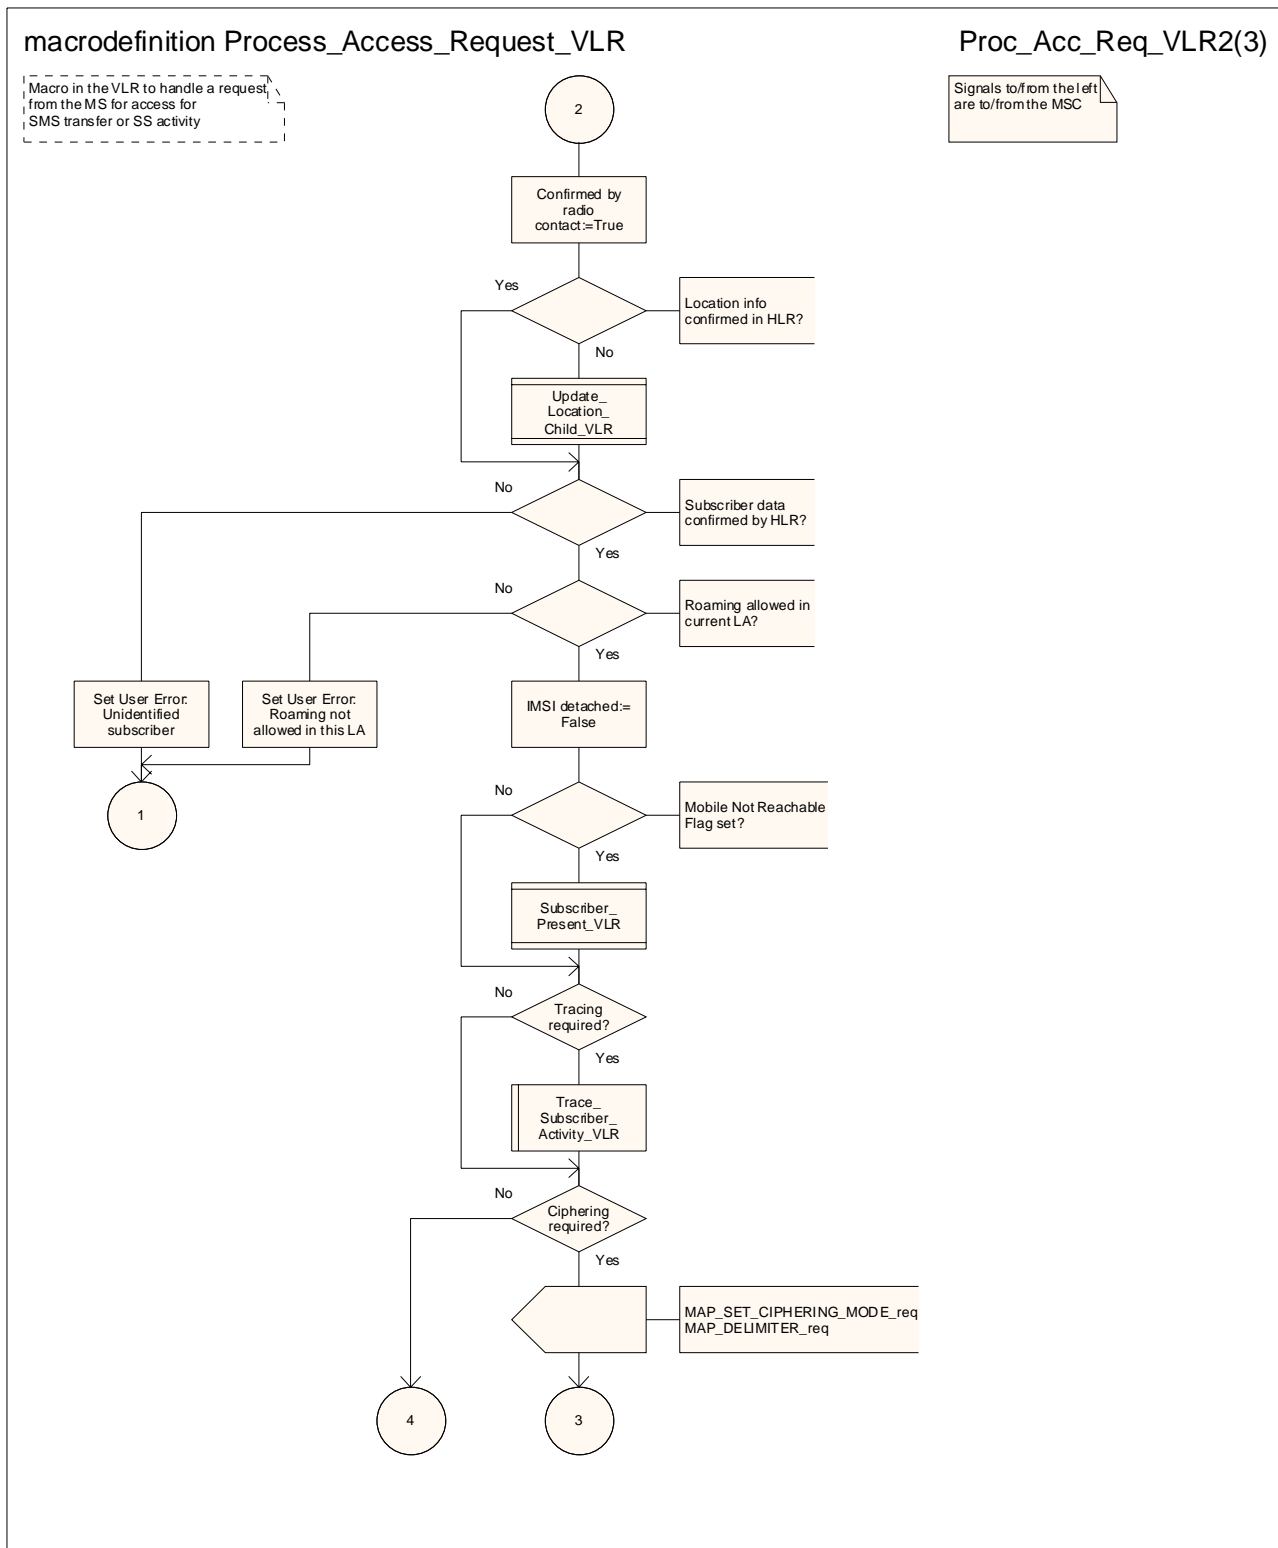 macrodefinition Process_Access_Request_VLR
Proc_Acc_Req_VLR2(3)
Macro in the VLR to handle a request
from the MS for access for
SMS transfer or SS activity
Signals to/from the left
are to/from the MSC
2
Confirmed by
radio
contact:=True
Yes
Location info
confirmed in HLR?
No
Update_
Location_
Child_VLR
No
Subscriber data
confirmed by HLR?
Yes
No
Roaming allowed in
current LA?
Yes
Set User Error:
Unidentified
subscriber
Set User Error:
Roaming not
allowed in this LA
IMSI detached:=
False
No
1
Mobile Not Reachable
Flag set?
Yes
Subscriber_
Present_VLR
No
Tracing
required?
Yes
Trace_
Subscriber_
Activity_VLR
No
Ciphering
required?
Yes
MAP_SET_CIPHERING_MODE_req
MAP_DELIMITER_req
4
3